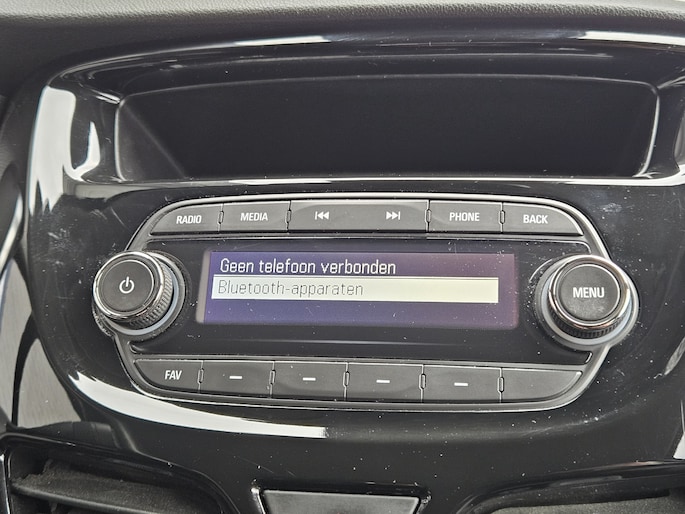 RADIO MEDIA PHONE BACK
Geen telefoon verbonden
Bluetooth-apparaten
MENU
FAV